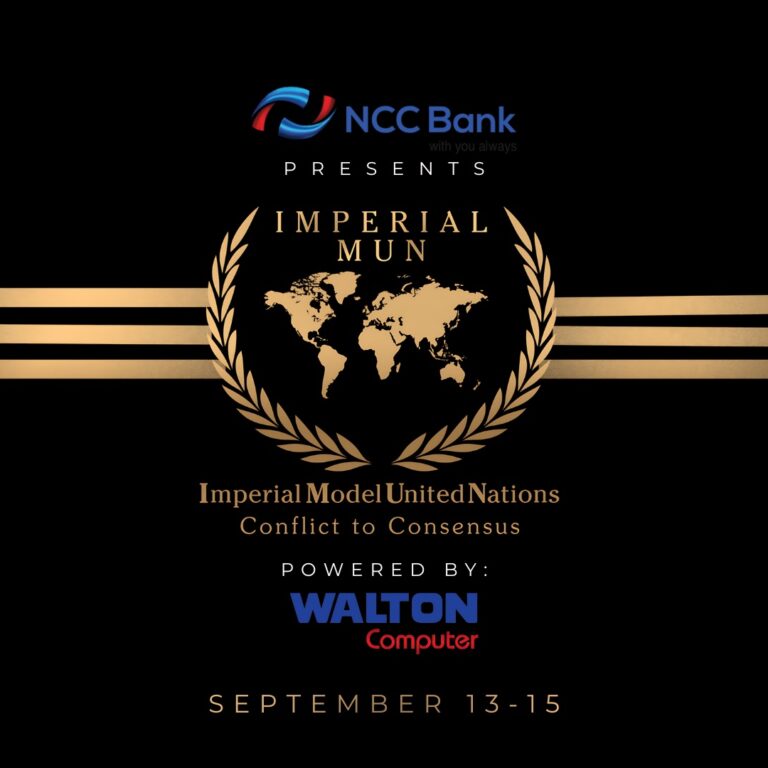 NCC Bank
with you always
PRESENTS
IMPERIAL
MUN
Imperial Model United Nations
Conflict to Consensus
POWERED BY:
WALTON
Computer
SEPTEMBER 13-15